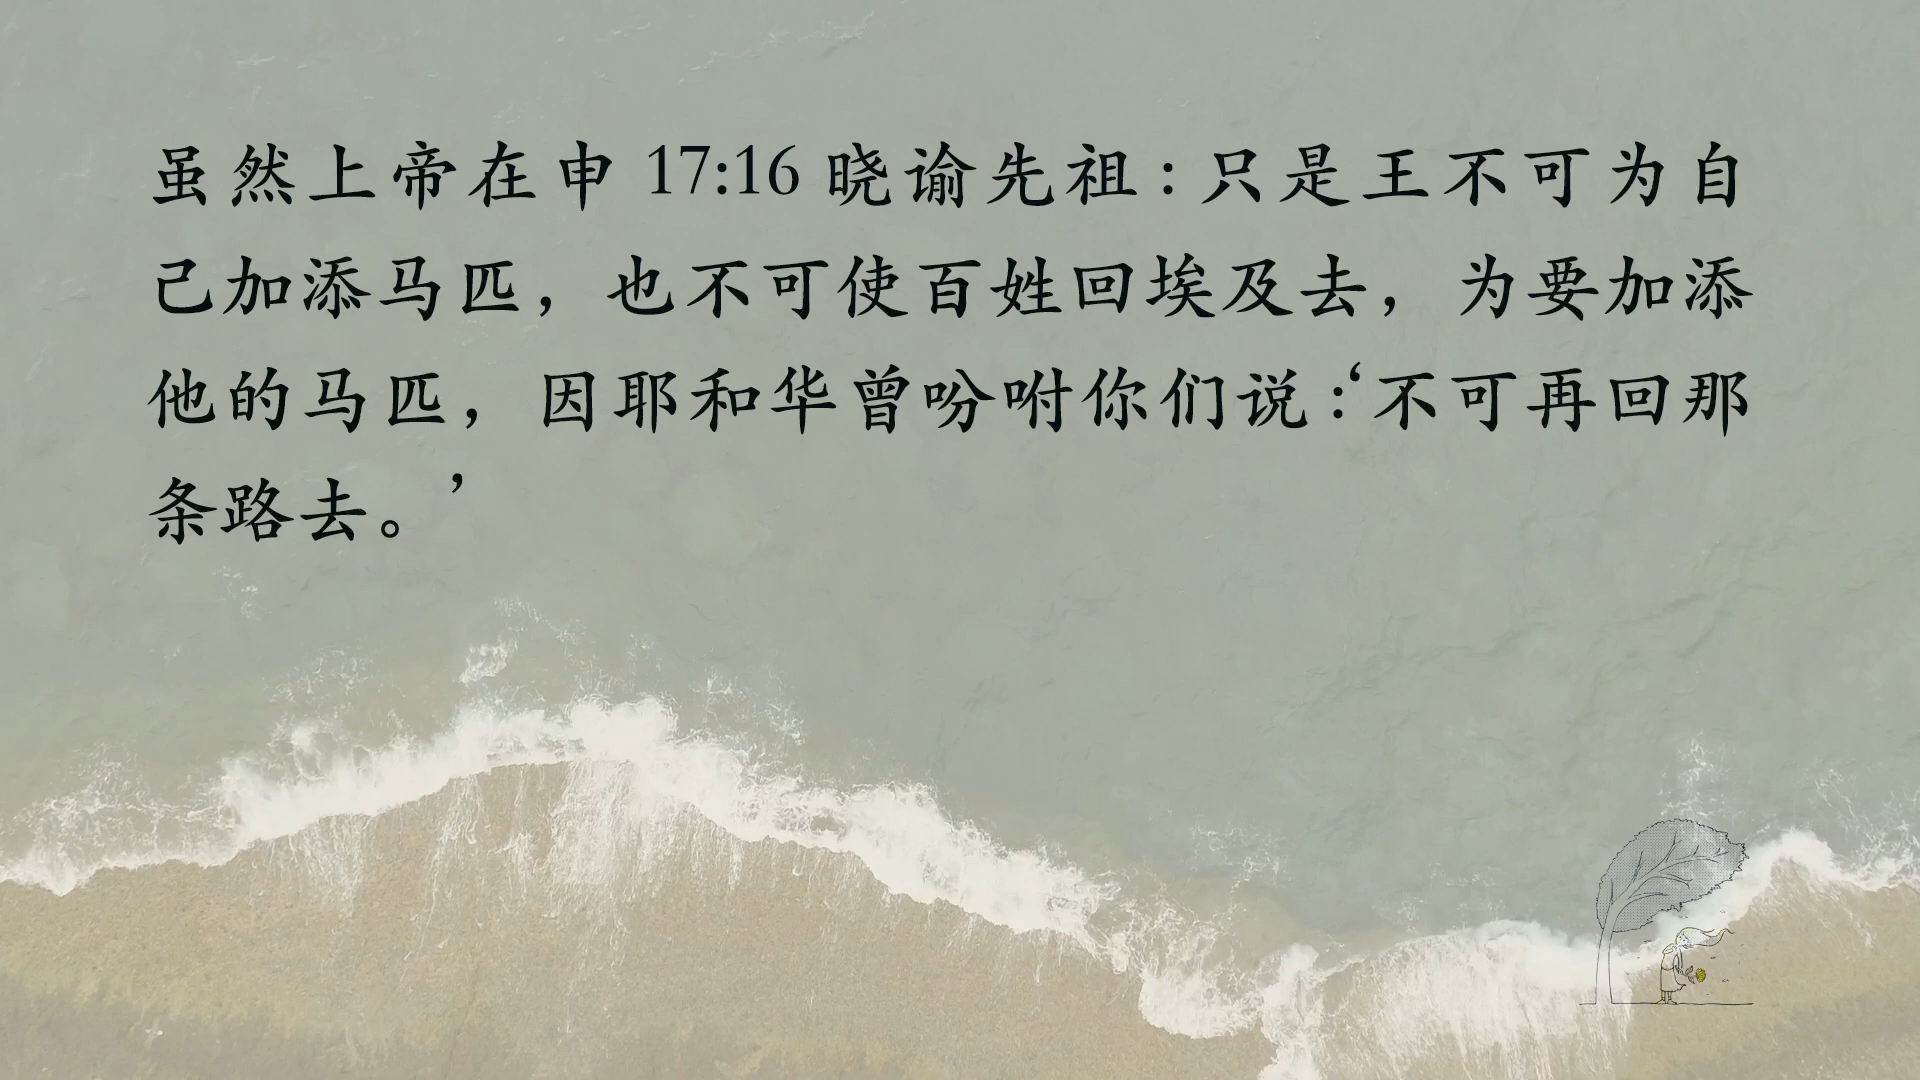 虽然上帝在申 17:16 晓谕先祖：只是王不可为自
己加添马匹，也不可使百姓回埃及去，为要加添
他的马匹，因耶和华曾吩咐你们说：‘不可再回那
条路去。’